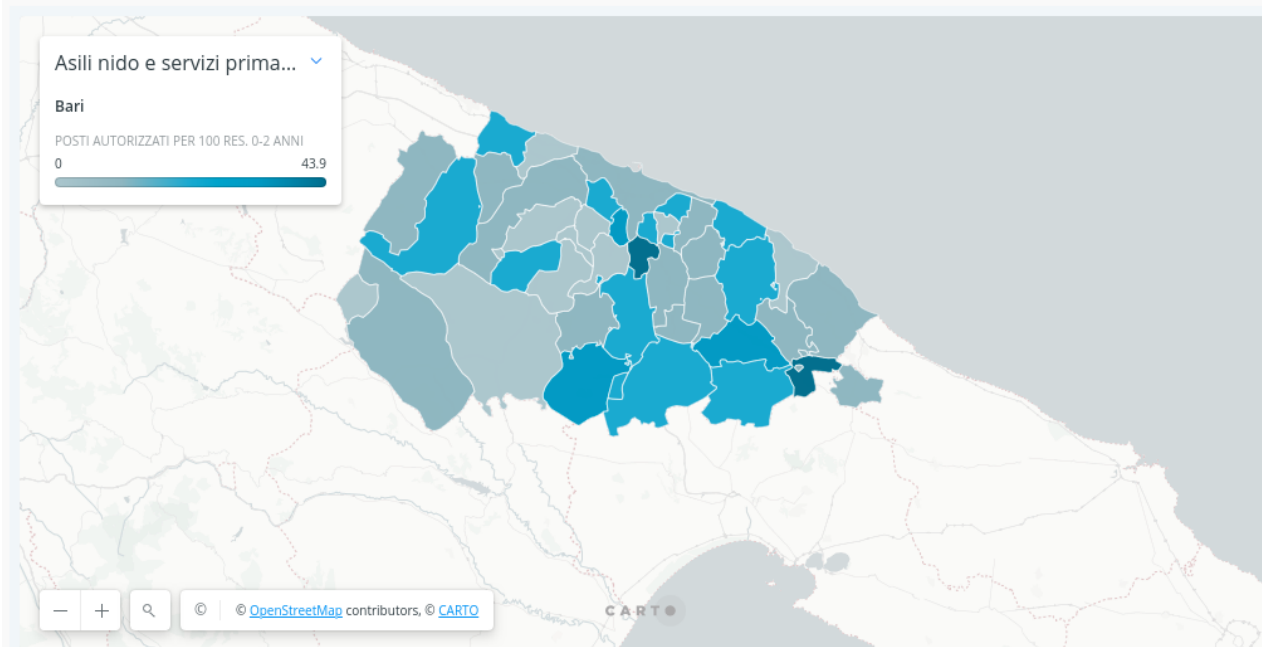 Asili nido e servizi prima...
Bari
POSTI AUTORIZZATI PER 100 RES. 0-2 ANNI
0 43.9
© © OpenStreetMap contributors, © CARTO
CARTO